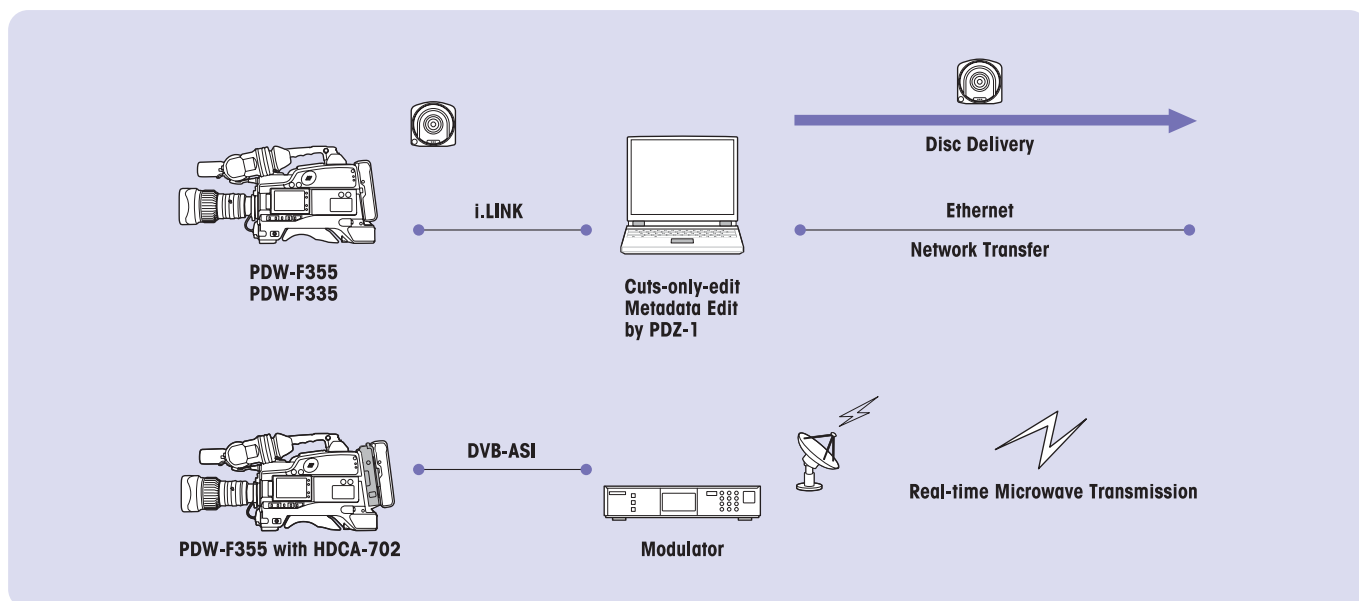 Disc Delivery
i.LINK
Ethernet
Network Transfer
PDW-F355
PDW-F335
Cuts-only-edit
Metadata Edit
by PDZ-1
DVB-ASI
Real-time Microwave Transmission
PDW-F355 with HDCA-702
Modulator